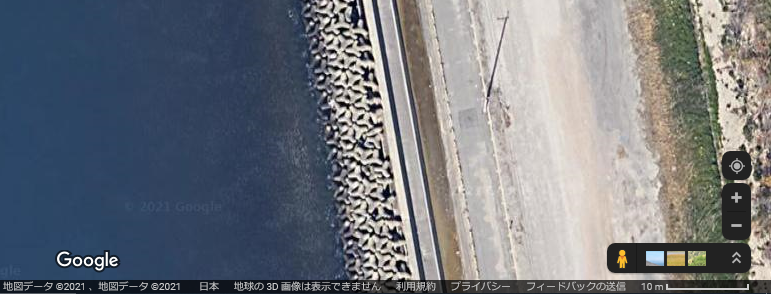 © 2021 Google
Google
地図データ ©2021 、地図データ ©2021 日本 地球の 3D 画像は表示できません 利用規約 プライバシー フィードバックの送信 10 m